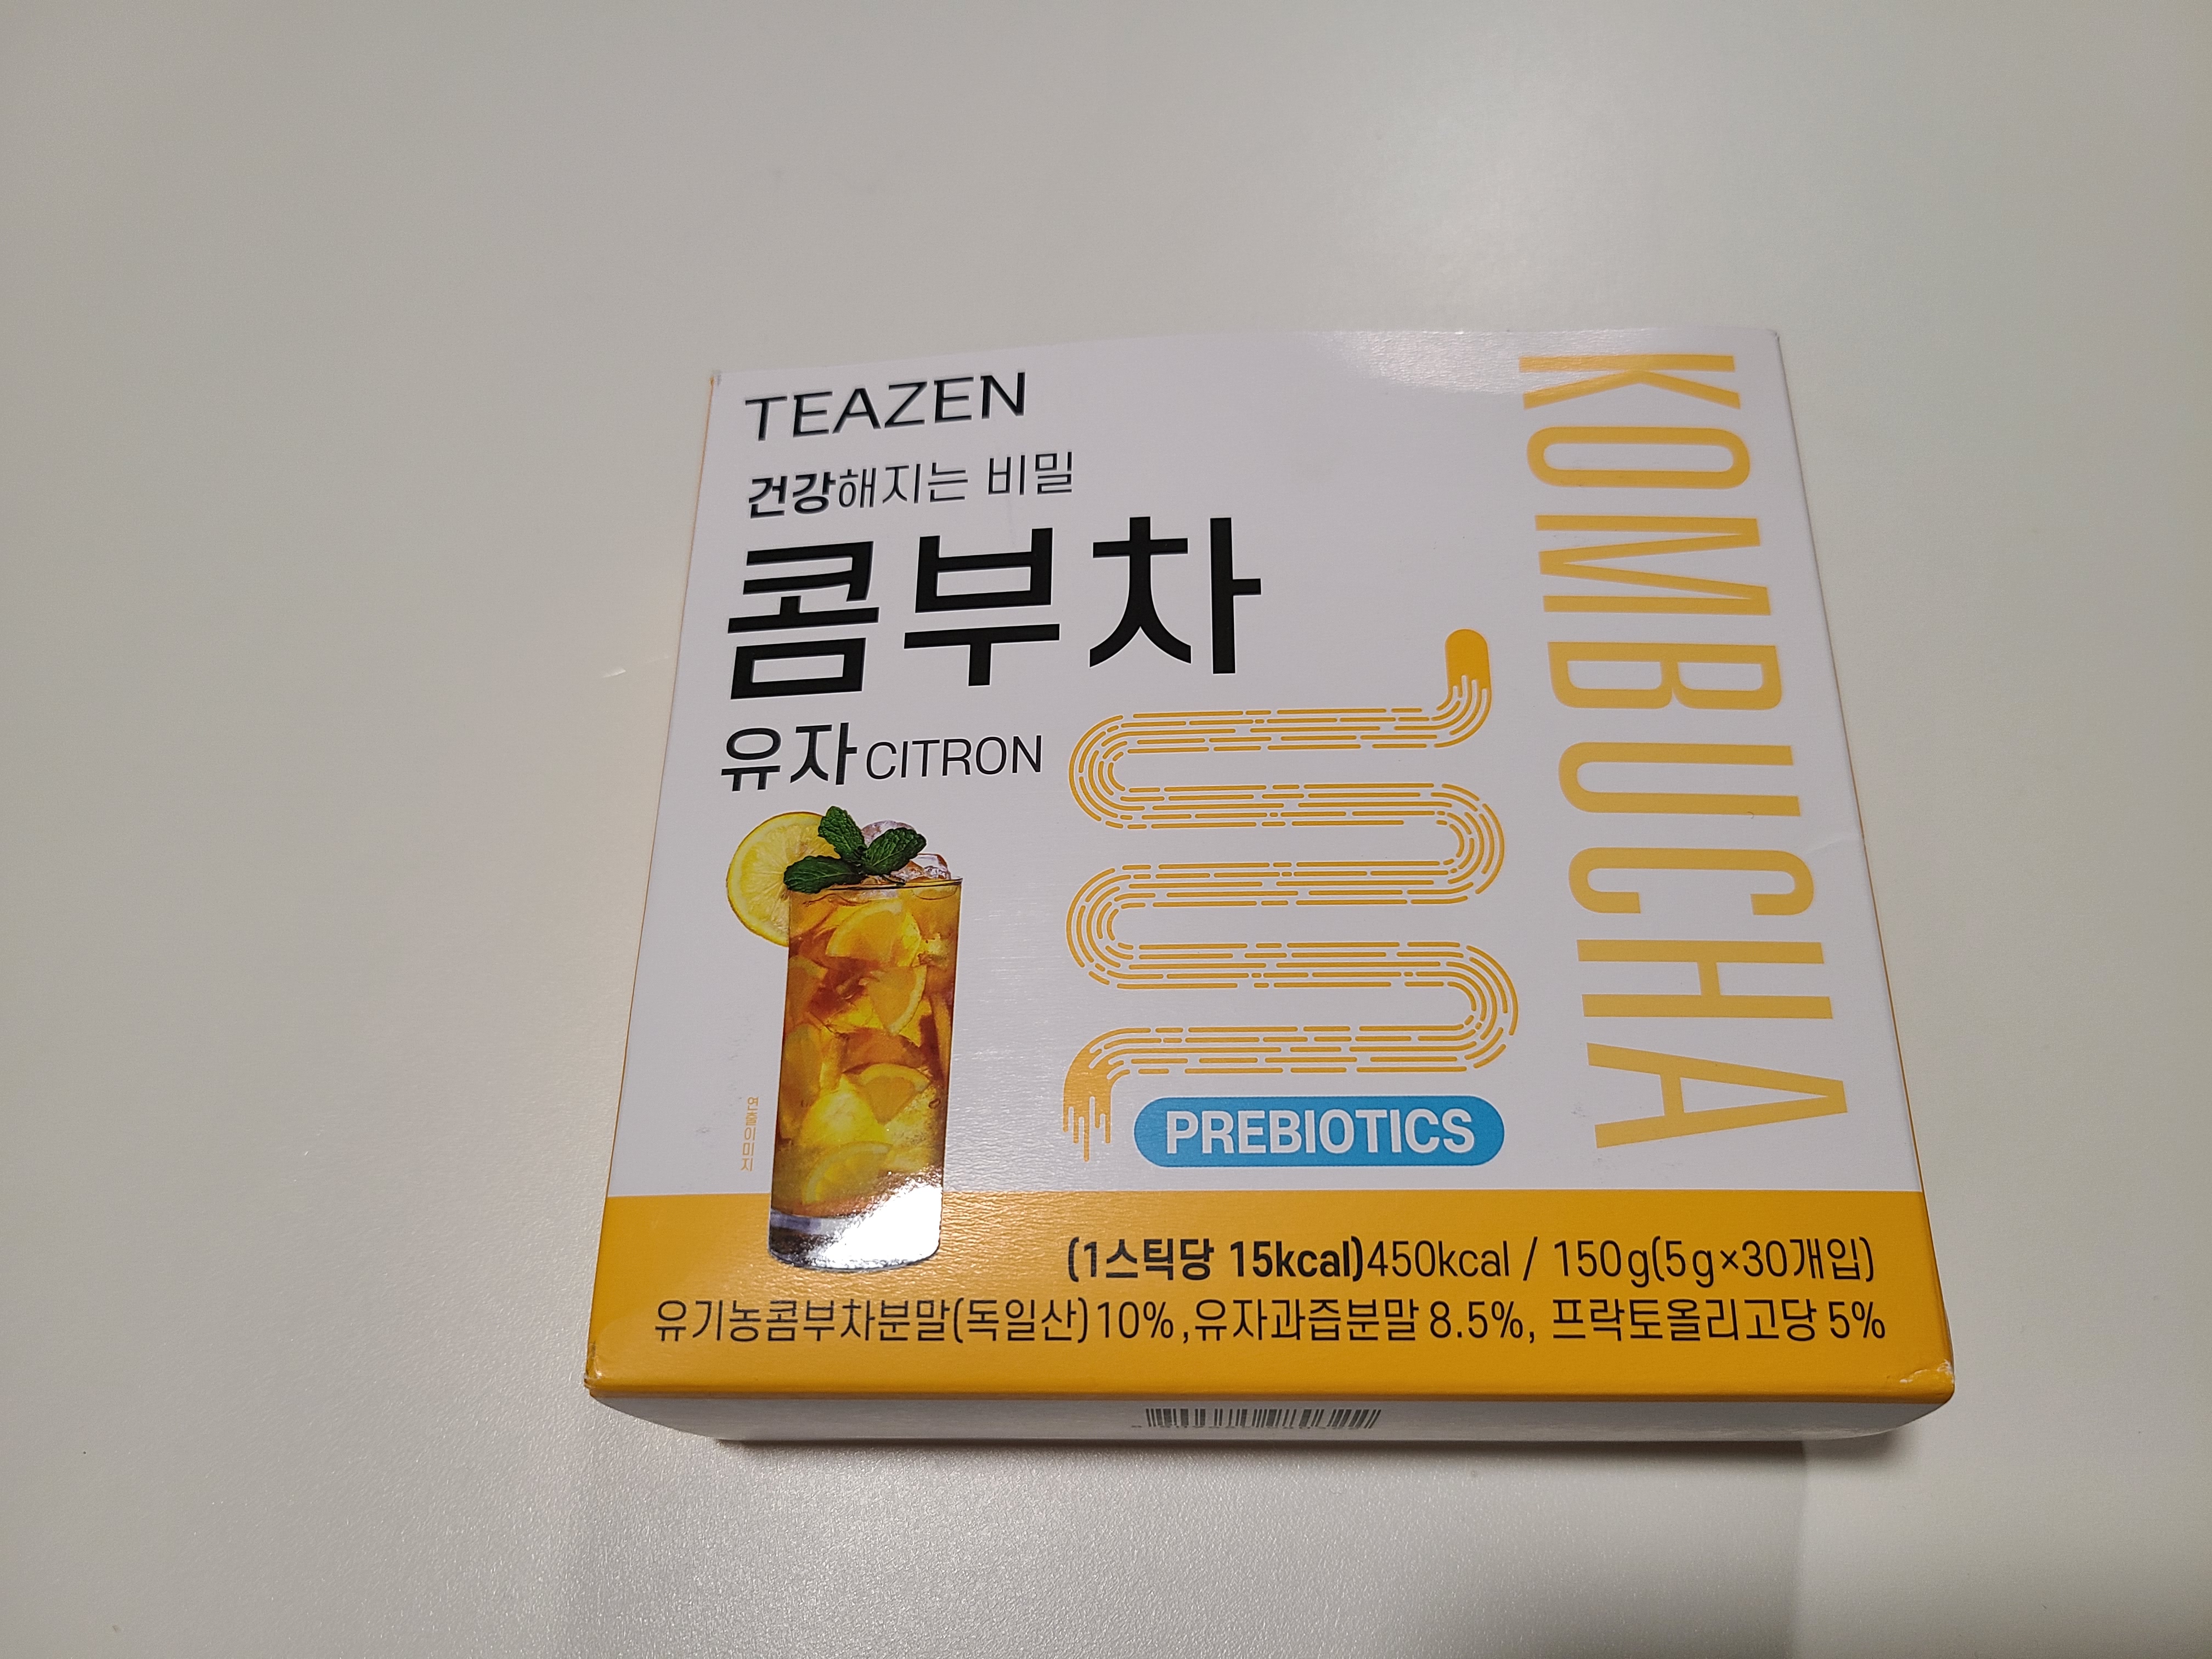 TEAZEN
건강해지는 비밀
콤부차
유자 CITRON
KOMBUCHA
PREBIOTICS
연출이미지
(1스틱당 15kcal)450kcal / 150g(5g×30개입)
유기농콤부차분말(독일산)10%,유자과즙분말 8.5%, 프락토올리고당 5%